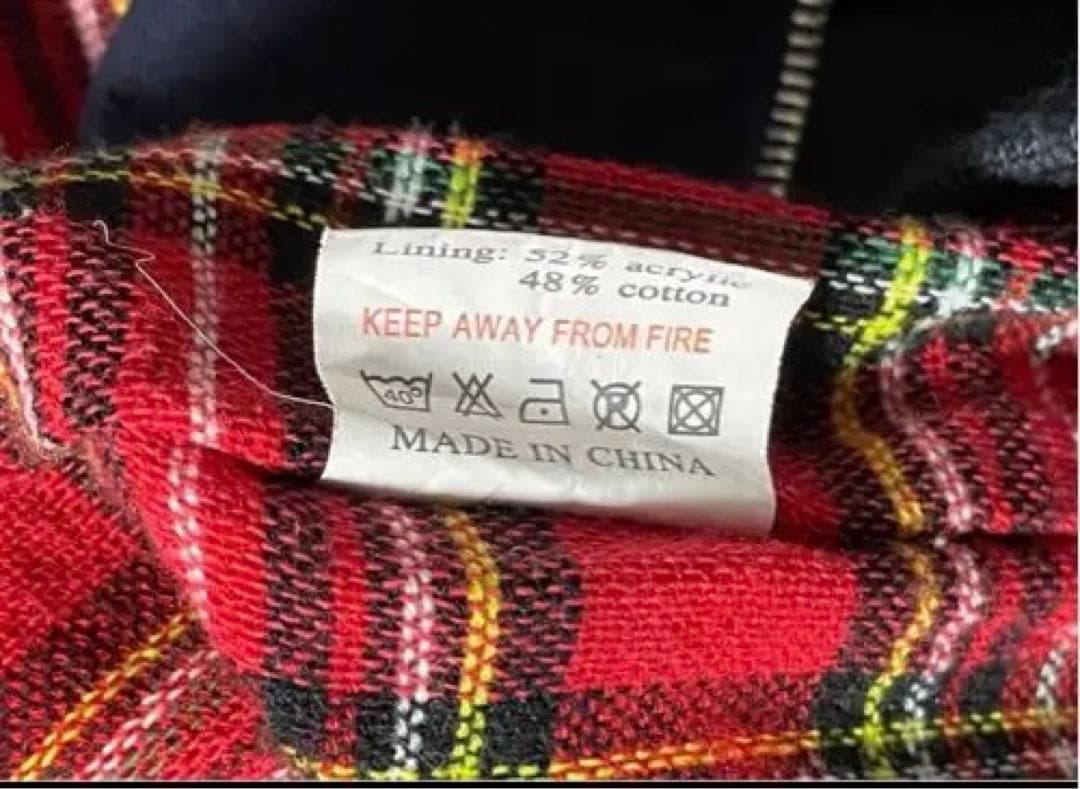 Lining: 52% acrylic
48% cotton
KEEP AWAY FROM FIRE
40°
R
MADE IN CHINA